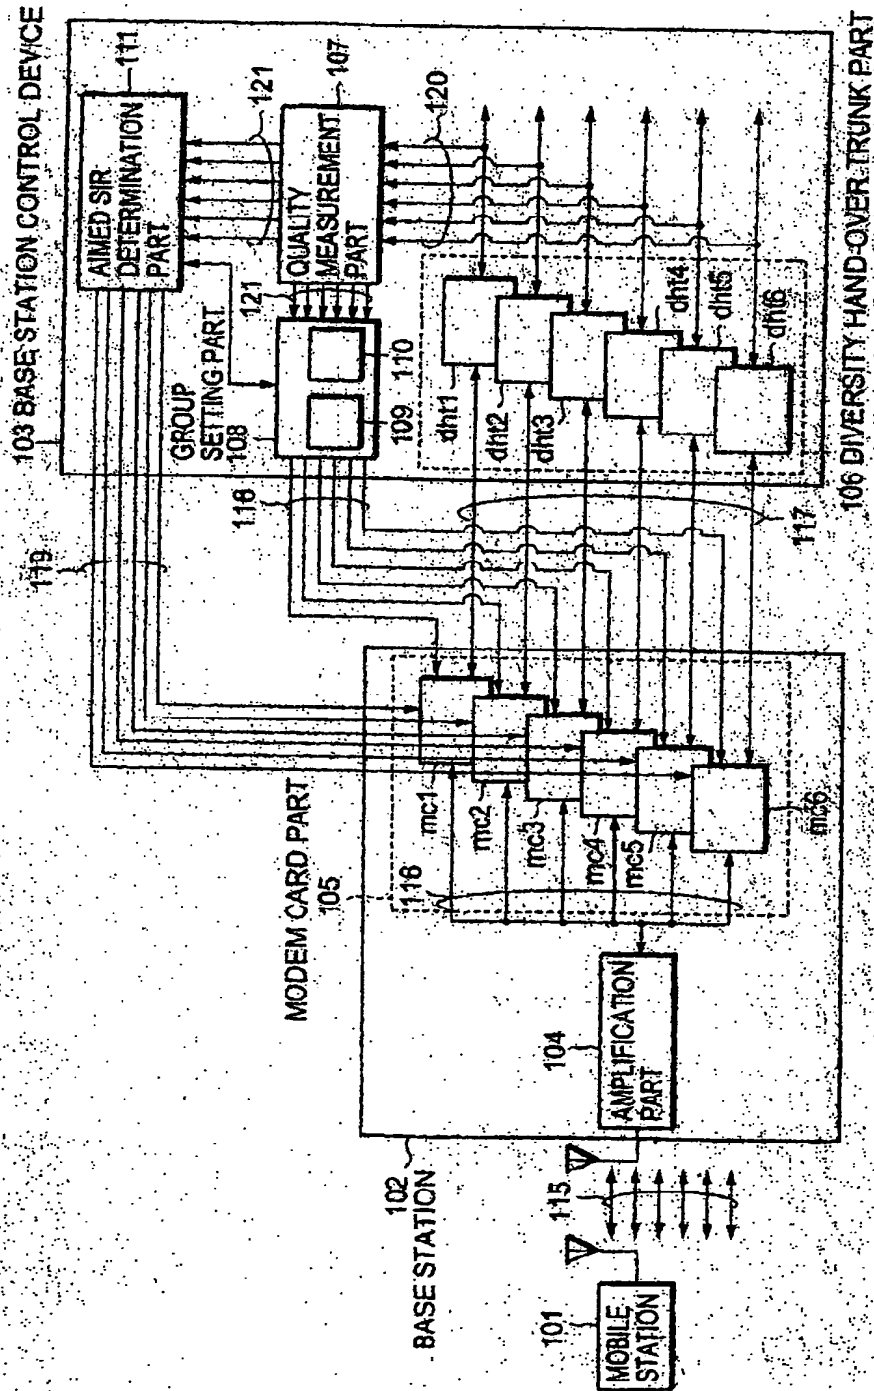 103 BASE STATION CONTROL DEVICE
111
AIMED SIR
DETERMINATION
PART
121
107
QUALITY
MEASUREMENT
PART
120
121
GROUP
SETTING PART
108
109
110
119
118
dht1
dht2
dht3
dht4
dht5
dht6
117
106 DIVERSITY HAND-OVER TRUNK PART
MODEM CARD PART
105
116
mc1
mc2
mc3
mc4
mc5
mc6
104
AMPLIFICATION
PART
102
BASE STATION
115
101
MOBILE
STATION